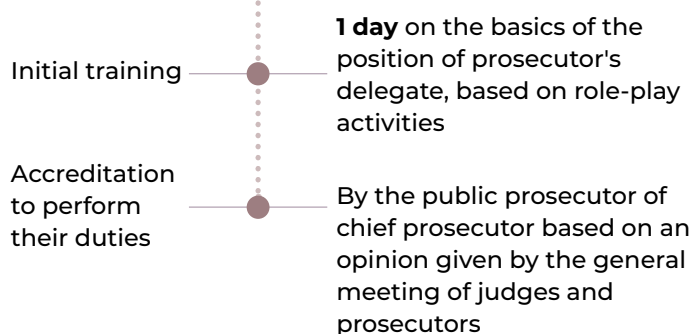 Initial training
1 day on the basics of the
position of prosecutor's
delegate, based on role-play
activities
Accreditation
to perform
their duties
By the public prosecutor of
chief prosecutor based on an
opinion given by the general
meeting of judges and
prosecutors